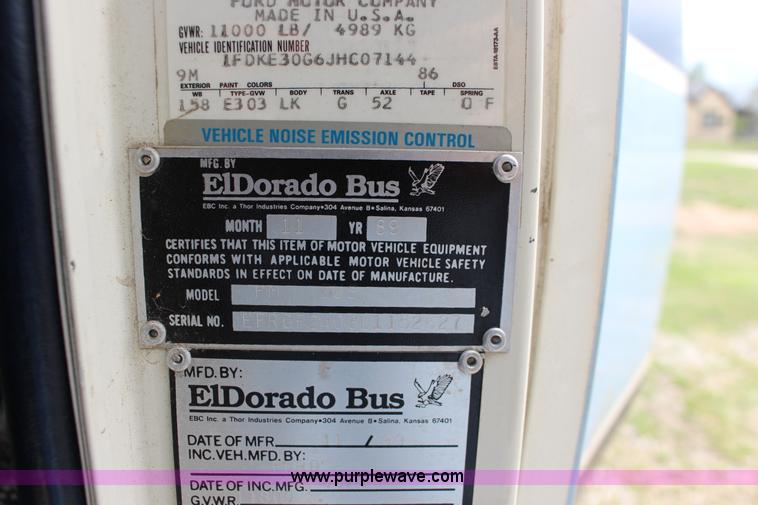 FORD MOTOR COMPANY
MADE IN U.S.A.
GVWR: 11000 LB/ 4989 KG
VEHICLE IDENTIFICATION NUMBER
1FDKE30G6JHC07144
9M 86
EXTERIOR PAINT COLORS DSO
WB TYPE-GVW BODY TRANS AXLE TAPE SPRING
158 E303 LK G 52 0 F
E8TA-15173-AA
VEHICLE NOISE EMISSION CONTROL
MFG. BY
ElDorado Bus
EBC Inc. a Thor Industries Company•304 Avenue B•Salina, Kansas 67401
MONTH 11 YR 88
CERTIFIES THAT THIS ITEM OF MOTOR VEHICLE EQUIPMENT
CONFORMS WITH APPLICABLE MOTOR VEHICLE SAFETY
STANDARDS IN EFFECT ON DATE OF MANUFACTURE.
MODEL
SERIAL NO.
MFD. BY:
ElDorado Bus
EBC Inc. a Thor Industries Company•304 Avenue B•Salina, Kansas 67401
DATE OF MFR 11 /
INC.VEH.MFD. BY:
www.purplewave.com
DATE OF INC.MFG.
G.V.W.R.